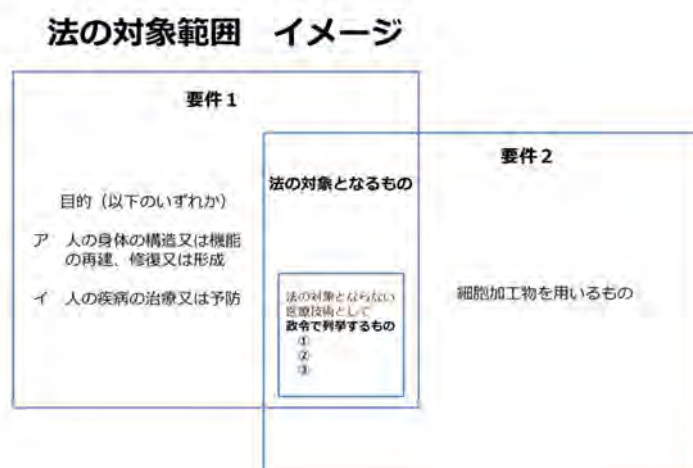 法の対象範囲　イメージ
要件１
目的（以下のいずれか）
ア　人の身体の構造又は機能
の再建、修復又は形成
イ　人の疾病の治療又は予防
法の対象となるもの
法の対象とならない
医療技術として
政令で列挙するもの
①
②
③
要件２
細胞加工物を用いるもの